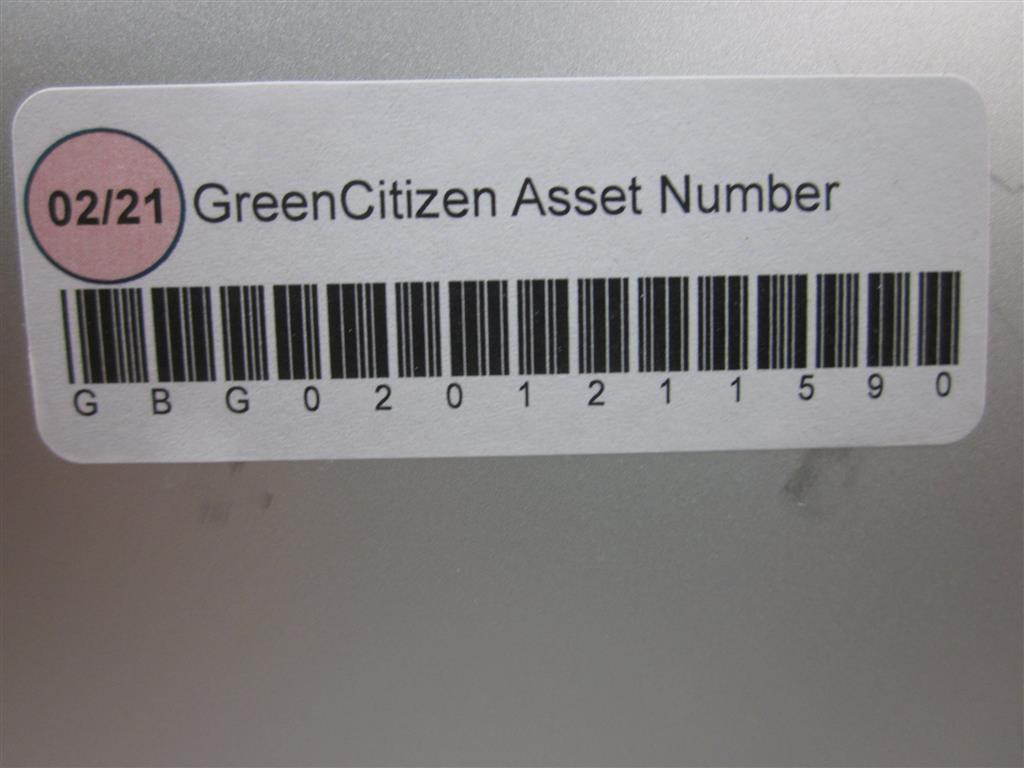 02/21 GreenCitizen Asset Number
G B G 0 2 0 1 2 1 1 5 9 0